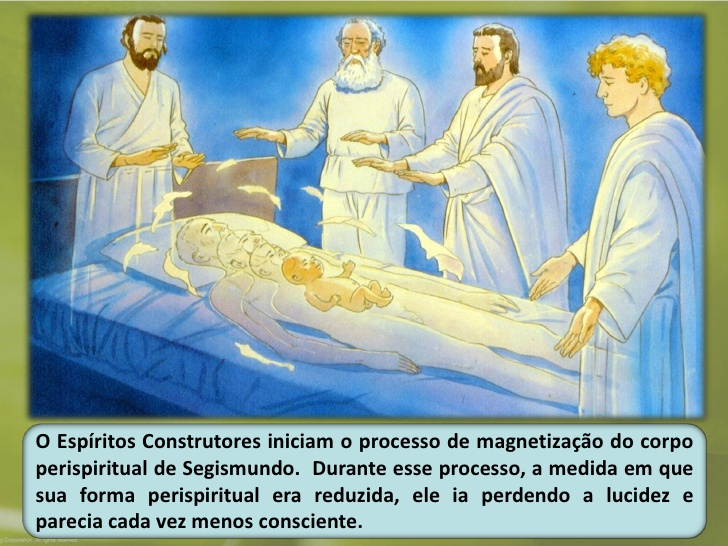 O Espíritos Construtores iniciam o processo de magnetização do corpo
perispiritual de Segismundo. Durante esse processo, a medida em que
sua forma perispiritual era reduzida, ele ia perdendo a lucidez e
parecia cada vez menos consciente.